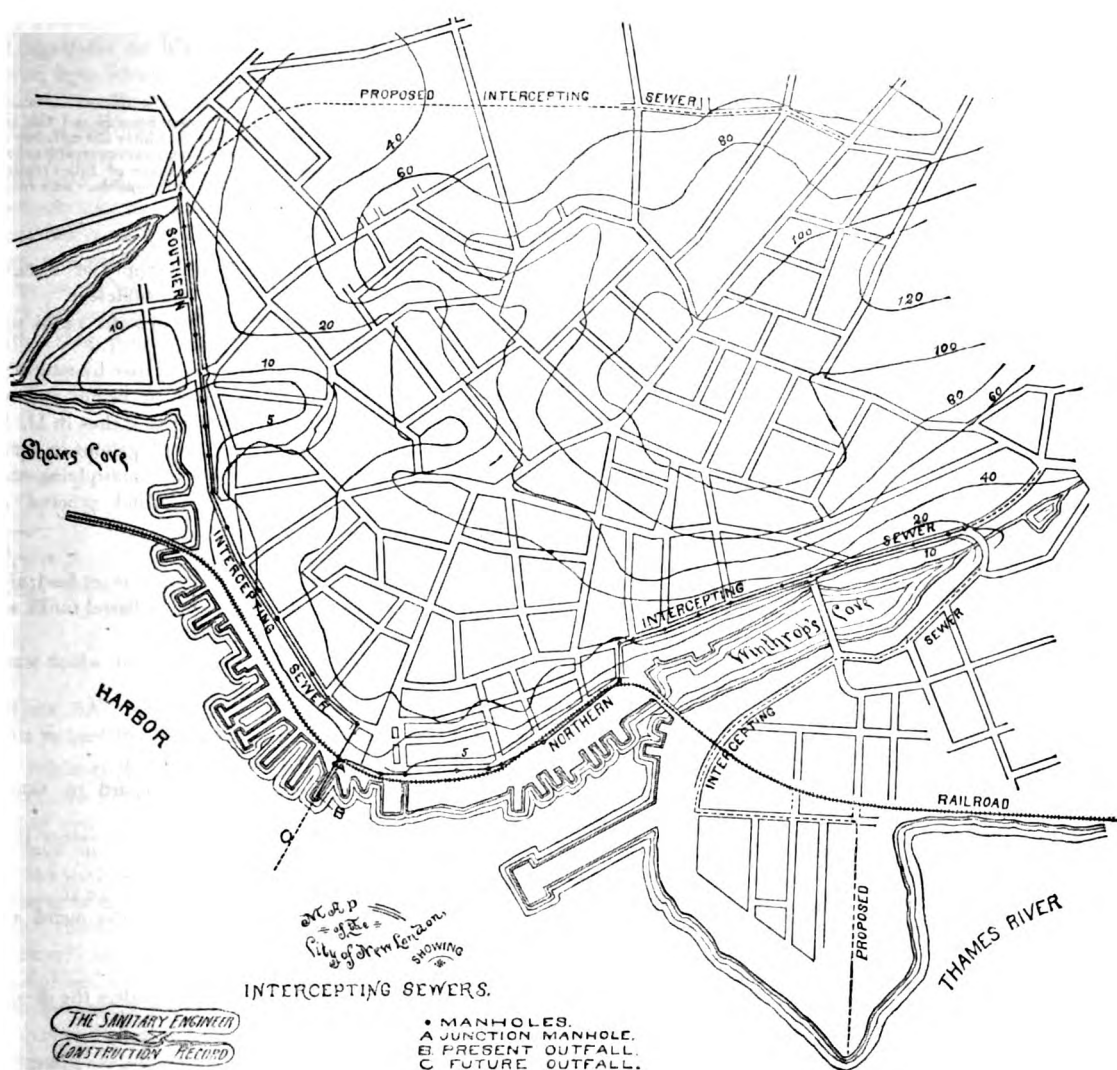 PROPOSED INTERCEPTING SEWER
40
60
80
100
120
100
80
60
40
20
10
20
10
5
10
SOUTHERN
INTERCEPTING
SEWER
Shaws Cove
INTERCEPTING
SEWER
Winthrop's Cove
SEWER
NORTHERN
INTERCEPTING
5
HARBOR
A
B
C
RAILROAD
PROPOSED
THAMES RIVER
MAP
of the
City of New London,
SHOWING
INTERCEPTING SEWERS.
• MANHOLES.
A JUNCTION MANHOLE.
B PRESENT OUTFALL.
C FUTURE OUTFALL.
THE SANITARY ENGINEER
&
CONSTRUCTION RECORD